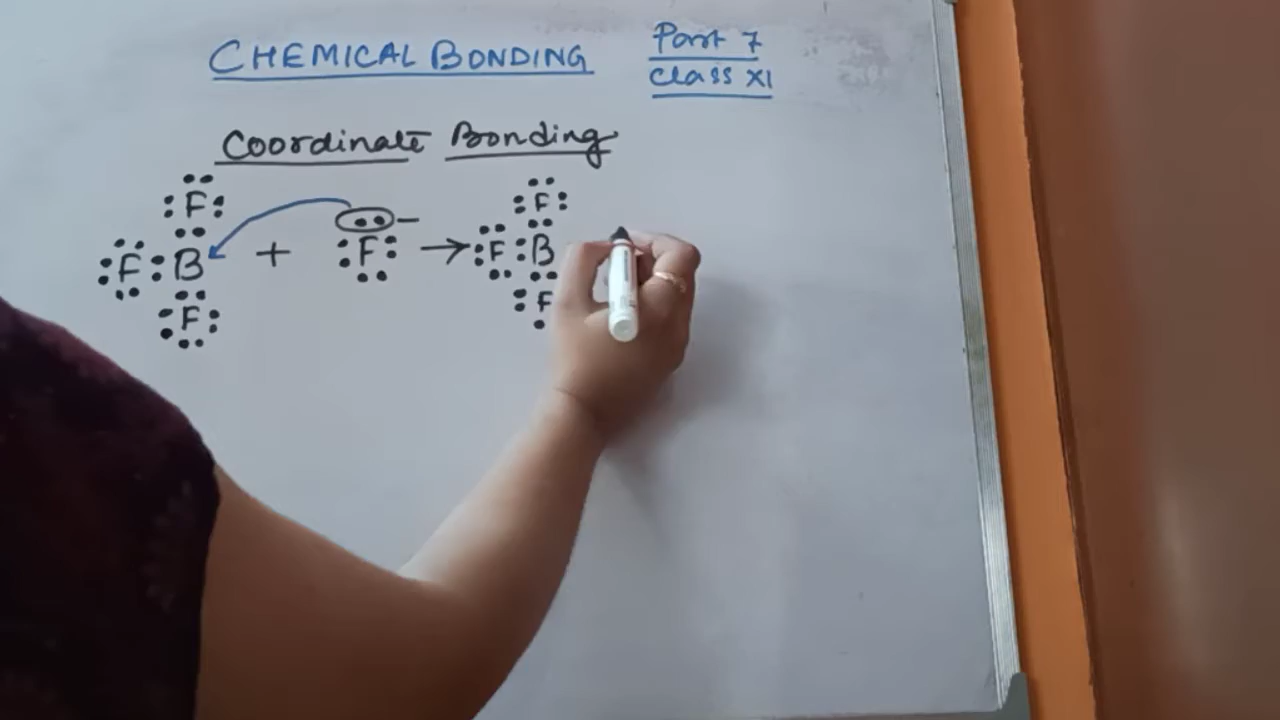 CHEMICAL BONDING Part 7
Class XI
Coordinate Bonding
F F
F : B + F − → F : B
F F